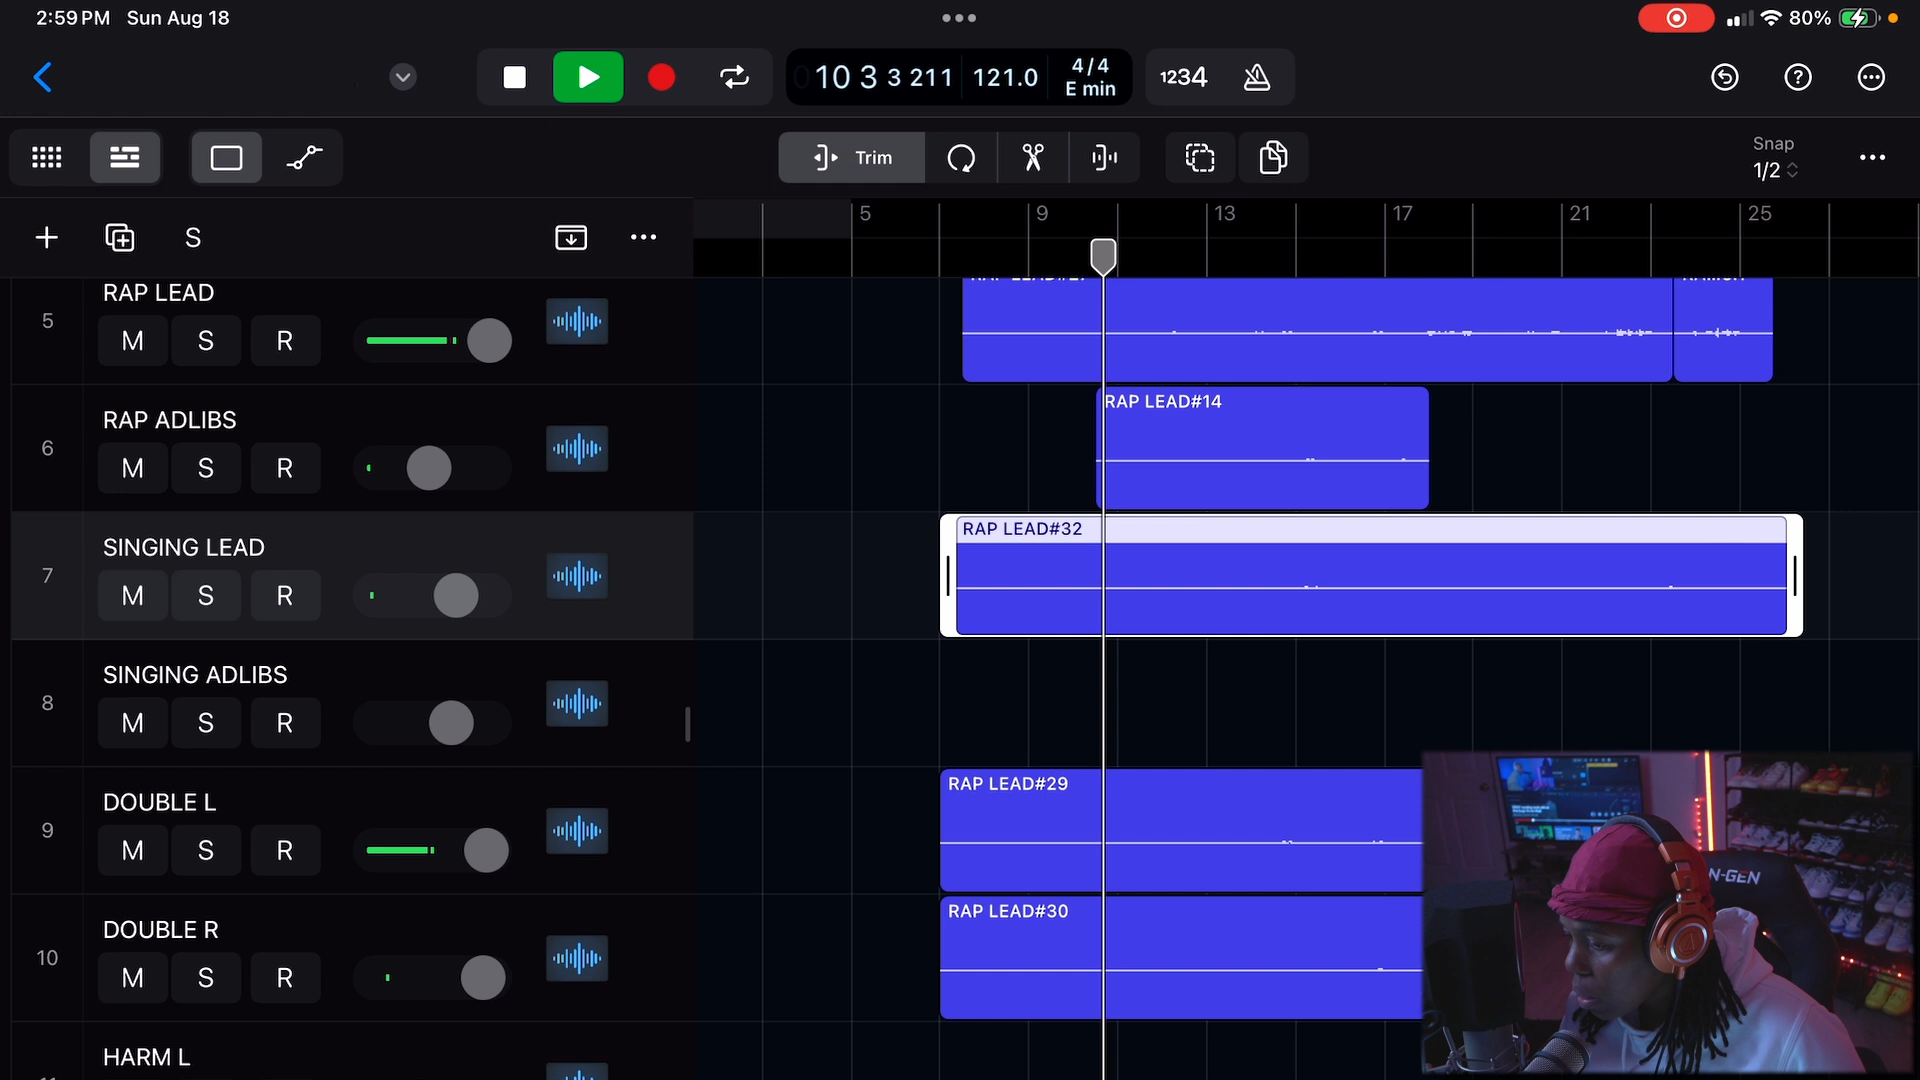 2:59 PM Sun Aug 18
80%
10 3 3 211
121.0
4/4
E min
1234
Trim
Snap
1/2
S
5
9
13
17
21
25
5
RAP LEAD
M S R
6
RAP ADLIBS
M S R
RAP LEAD#14
7
SINGING LEAD
M S R
RAP LEAD#32
8
SINGING ADLIBS
M S R
9
DOUBLE L
M S R
RAP LEAD#29
10
DOUBLE R
M S R
RAP LEAD#30
HARM L
N-GEN